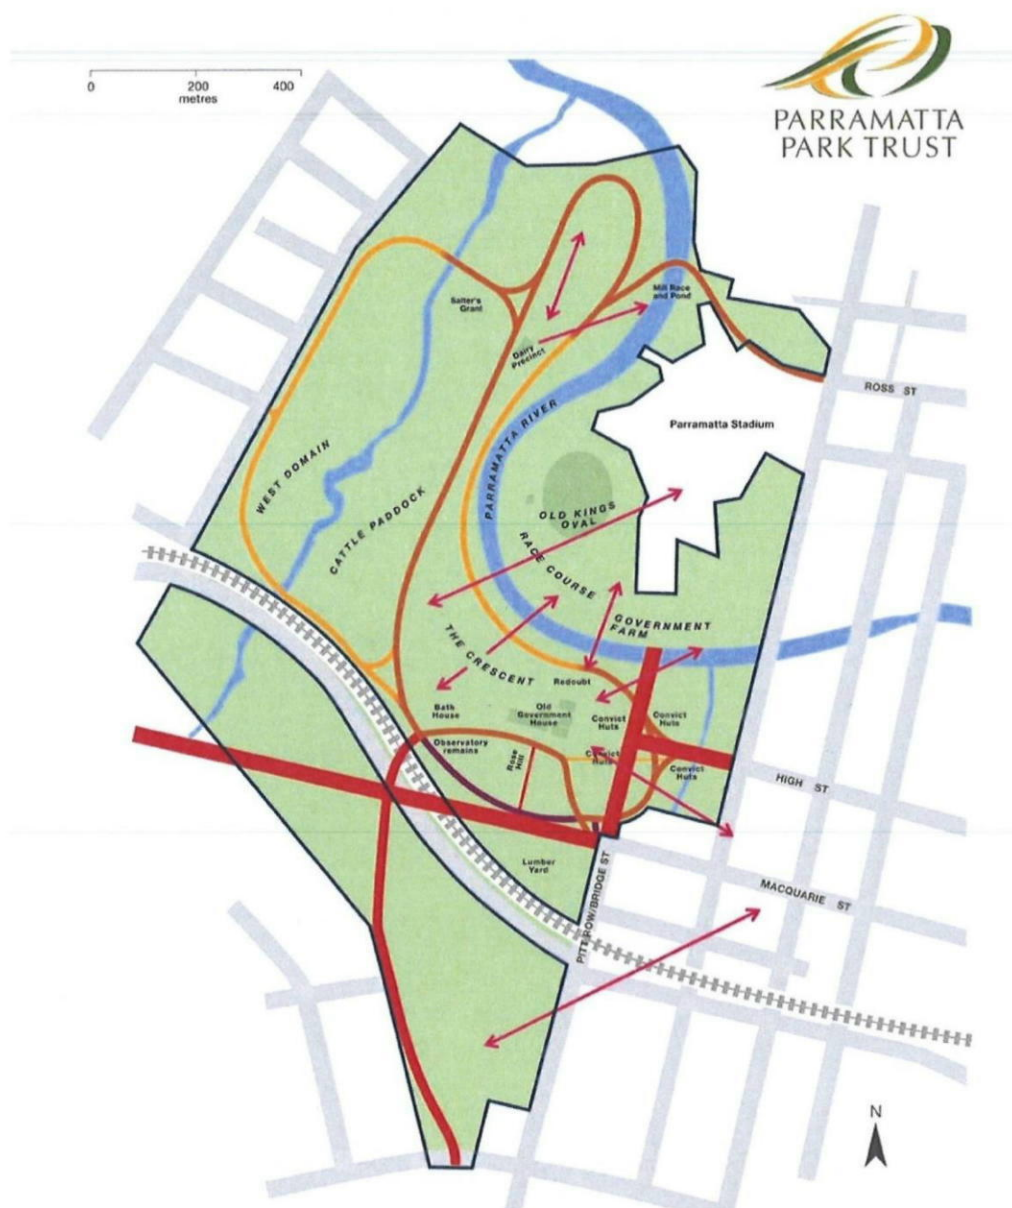 0
200
400
metres
PARRAMATTA
PARK TRUST
Salter's
Grant
Mill Race
and Pond
Dairy
Precinct
ROSS ST
Parramatta Stadium
PARRAMATTA RIVER
WEST DOMAIN
CATTLE PADDOCK
OLD KINGS
OVAL
RACE COURSE
GOVERNMENT
FARM
THE CRESCENT
Redoubt
Bath
House
Old
Government
House
Convict
Huts
Convict
Huts
Observatory
remains
Rose
Hill
Convict
Huts
Convict
Huts
HIGH ST
Lumber
Yard
PITT ROW/BRIDGE ST
MACQUARIE ST
N